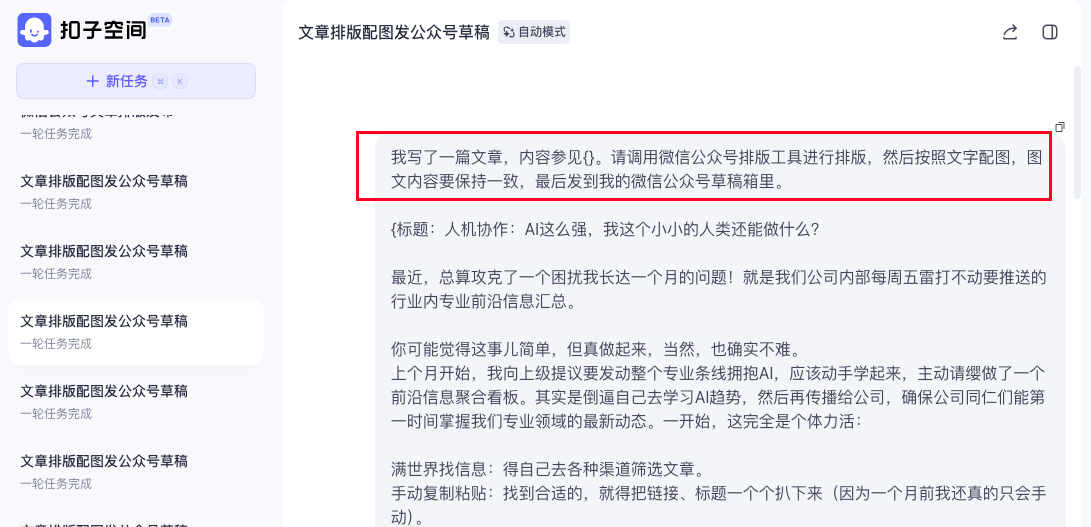 扣子空间
BETA
新任务
⌘ K
一轮任务完成
文章排版配图发公众号草稿
一轮任务完成
文章排版配图发公众号草稿
一轮任务完成
文章排版配图发公众号草稿
一轮任务完成
文章排版配图发公众号草稿
一轮任务完成
文章排版配图发公众号草稿
一轮任务完成
文章排版配图发公众号草稿 自动模式
我写了一篇文章，内容参见{}。请调用微信公众号排版工具进行排版，然后按照文字配图，图
文内容要保持一致，最后发到我的微信公众号草稿箱里。
{标题：人机协作：AI这么强，我这个小小的人类还能做什么?
最近，总算攻克了一个困扰我长达一个月的问题！就是我们公司内部每周五雷打不动要推送的
行业内专业前沿信息汇总。
你可能觉得这事儿简单，但真做起来，当然，也确实不难。
上个月开始，我向上级提议要发动整个专业条线拥抱AI，应该动手学起来，主动请缨做了一个
前沿信息聚合看板。其实是倒逼自己去学习AI趋势，然后再传播给公司，确保公司同仁们能第
一时间掌握我们专业领域的最新动态。一开始，这完全是个体力活：
满世界找信息：得自己去各种渠道筛选文章。
手动复制粘贴：找到合适的，就得把链接、标题一个个扒下来（因为一个月前我还真的只会手
动）。